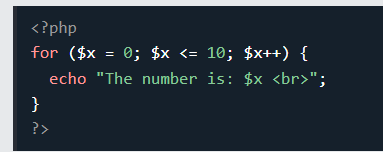 <?php
for ($x = 0; $x <= 10; $x++) {
  echo "The number is: $x <br>";
}
?>